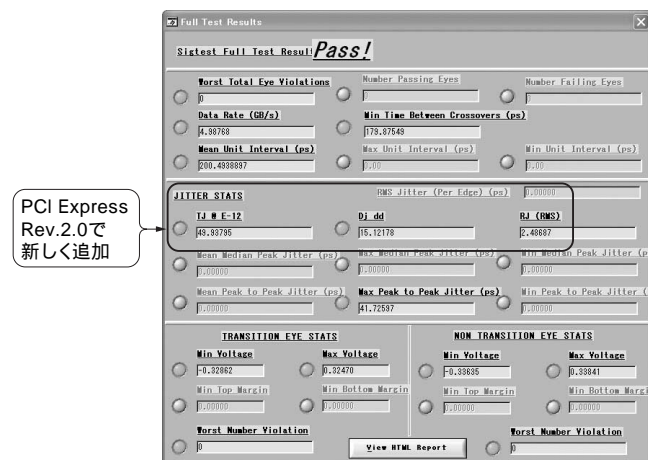 Full Test Results
Sigtest Full Test Result Pass!
Worst Total Eye Violations
0
Number Passing Eyes
0
Number Failing Eyes
0
Data Rate (GB/s)
4.98768
Min Time Between Crossovers (ps)
179.87549
Mean Unit Interval (ps)
200.4938897
Max Unit Interval (ps)
0.00
Min Unit Interval (ps)
0.00
PCI Express
Rev.2.0で
新しく追加
JITTER STATS
RMS Jitter (Per Edge) (ps)
0.00000
TJ @ E-12
49.93795
Dj dd
15.12178
RJ (RMS)
2.48687
Mean Median Peak Jitter (ps)
0.00000
Max Median Peak Jitter (ps)
0.00000
Min Median Peak Jitter (p
0.00000
Mean Peak to Peak Jitter (ps)
0.00000
Max Peak to Peak Jitter (ps)
41.72597
Min Peak to Peak Jitter (
0.00000
TRANSITION EYE STATS
Min Voltage
-0.32862
Max Voltage
0.32470
Min Top Margin
0.00000
Min Bottom Margin
0.00000
Worst Number Violation
0
NON TRANSITION EYE STATS
Min Voltage
-0.33635
Max Voltage
0.33841
Min Top Margin
0.00000
Min Bottom Margi
0.00000
Worst Number Violation
0
View HTML Report